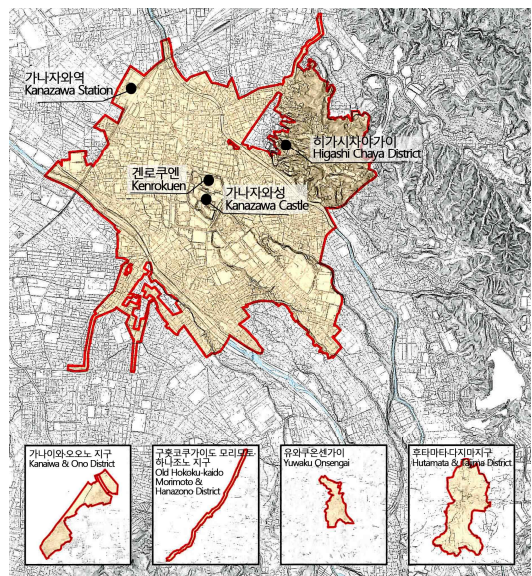 가나자와역
Kanazawa Station
히가시차야가이
Higashi Chaya District
겐로쿠엔
Kenrokuen
가나자와성
Kanazawa Castle
가나이와·오오노 지구
Kanaiwa & Ono District
구홋코쿠가이도 모리모토·
하나조노 지구
Old Hokoku-kaido
Morimoto &
Hanazono District
유와쿠온센가이
Yuwaku Onsengai
후타마타·다지마지구
Hutamata & Tajima District